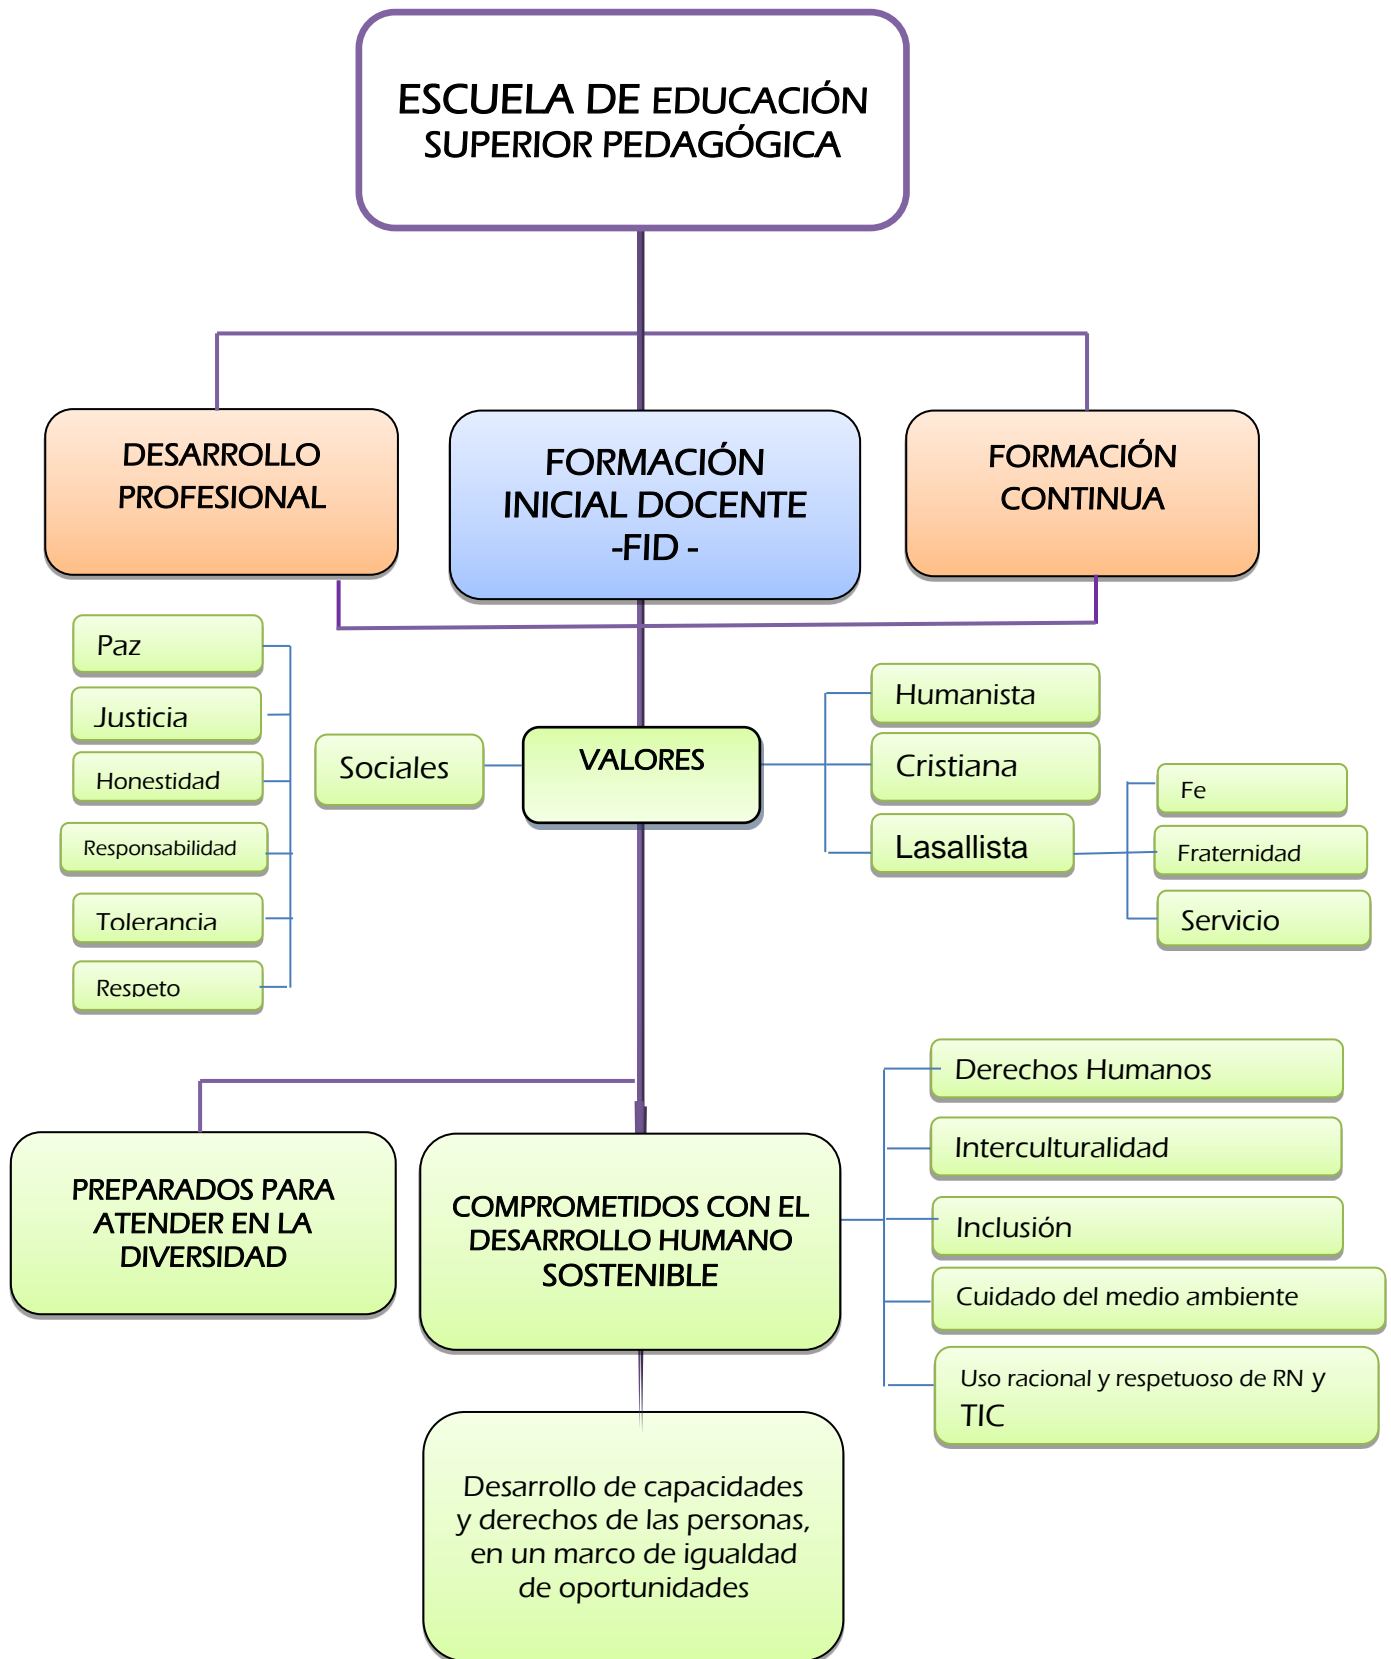 ESCUELA DE EDUCACIÓN
SUPERIOR PEDAGÓGICA
DESARROLLO
PROFESIONAL
FORMACIÓN
INICIAL DOCENTE
-FID -
FORMACIÓN
CONTINUA
Paz
Justicia
Honestidad
Responsabilidad
Tolerancia
Respeto
Sociales
VALORES
Humanista
Cristiana
Lasallista
Fe
Fraternidad
Servicio
PREPARADOS PARA
ATENDER EN LA
DIVERSIDAD
COMPROMETIDOS CON EL
DESARROLLO HUMANO
SOSTENIBLE
Derechos Humanos
Interculturalidad
Inclusión
Cuidado del medio ambiente
Uso racional y respetuoso de RN y
TIC
Desarrollo de capacidades
y derechos de las personas,
en un marco de igualdad
de oportunidades